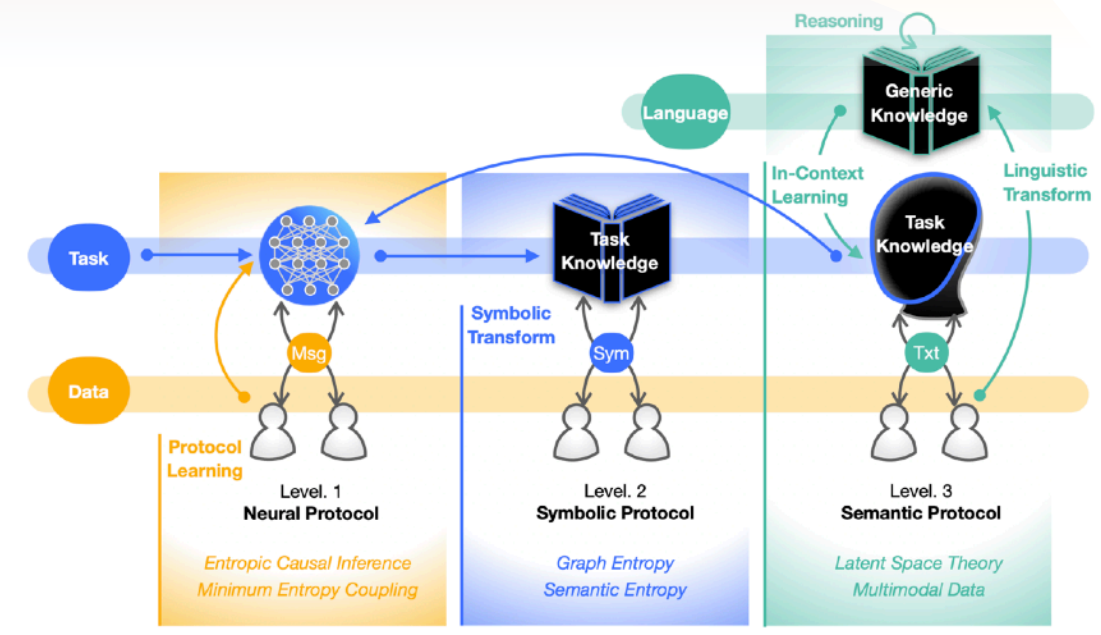 Reasoning
Generic
Knowledge
Language
In-Context
Learning
Linguistic
Transform
Task
Task
Knowledge
Task
Knowledge
Symbolic
Transform
Msg
Sym
Txt
Data
Protocol
Learning
Level. 1
Neural Protocol
Level. 2
Symbolic Protocol
Level. 3
Semantic Protocol
Entropic Causal Inference
Minimum Entropy Coupling
Graph Entropy
Semantic Entropy
Latent Space Theory
Multimodal Data